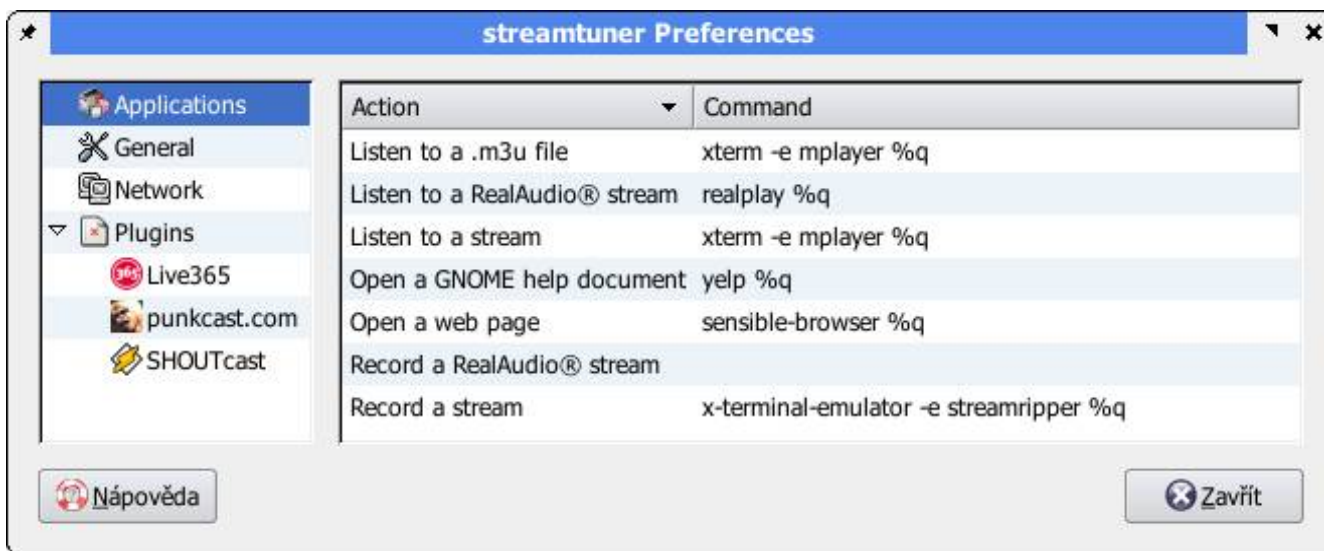 streamtuner Preferences
Applications
General
Network
Plugins
Live365
punkcast.com
SHOUTcast
Action Command
Listen to a .m3u file xterm -e mplayer %q
Listen to a RealAudio® stream realplay %q
Listen to a stream xterm -e mplayer %q
Open a GNOME help document yelp %q
Open a web page sensible-browser %q
Record a RealAudio® stream
Record a stream x-terminal-emulator -e streamripper %q
Nápověda Zavřít